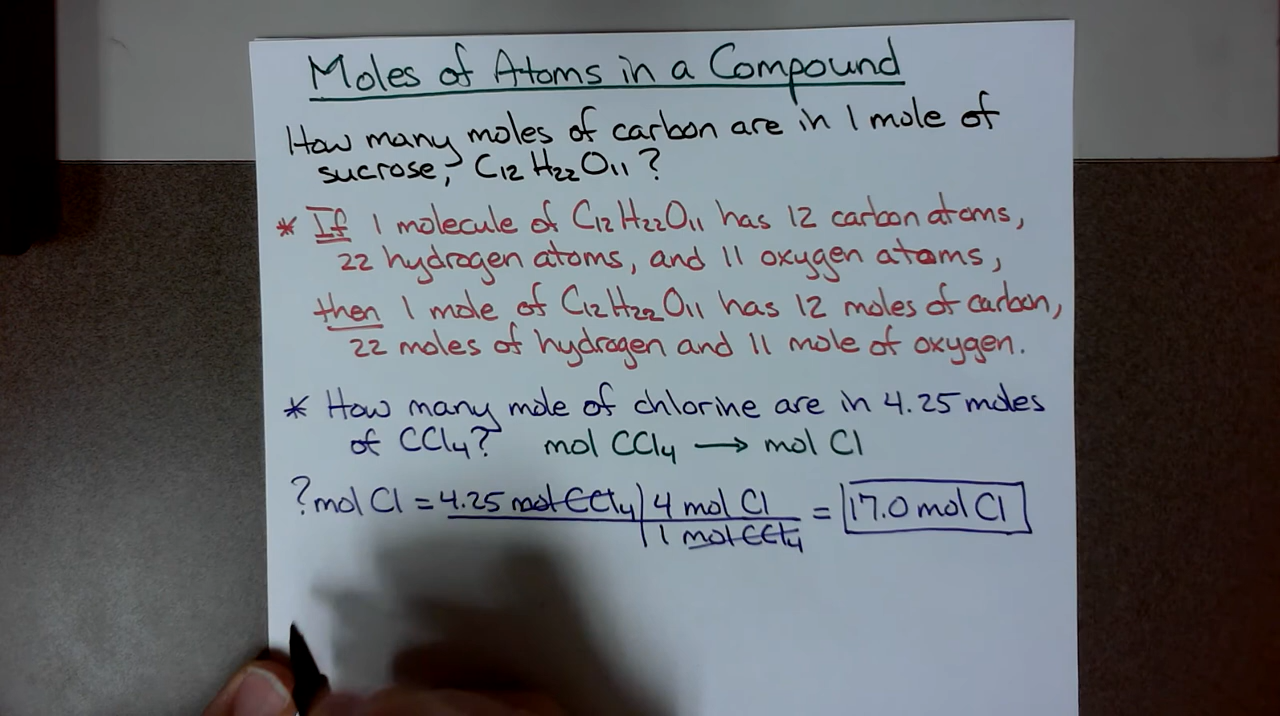 Moles of Atoms in a Compound
How many moles of carbon are in 1 mole of
sucrose, C12H22O11?
* If 1 molecule of C12H22O11 has 12 carbon atoms,
22 hydrogen atoms, and 11 oxygen atoms,
then 1 mole of C12H22O11 has 12 moles of carbon,
22 moles of hydrogen and 11 mole of oxygen.
* How many mole of chlorine are in 4.25 moles
of CCl4? mol CCl4 → mol Cl
? mol Cl = 4.25 mol CCl4 | 4 mol Cl = 17.0 mol Cl
| 1 mol CCl4